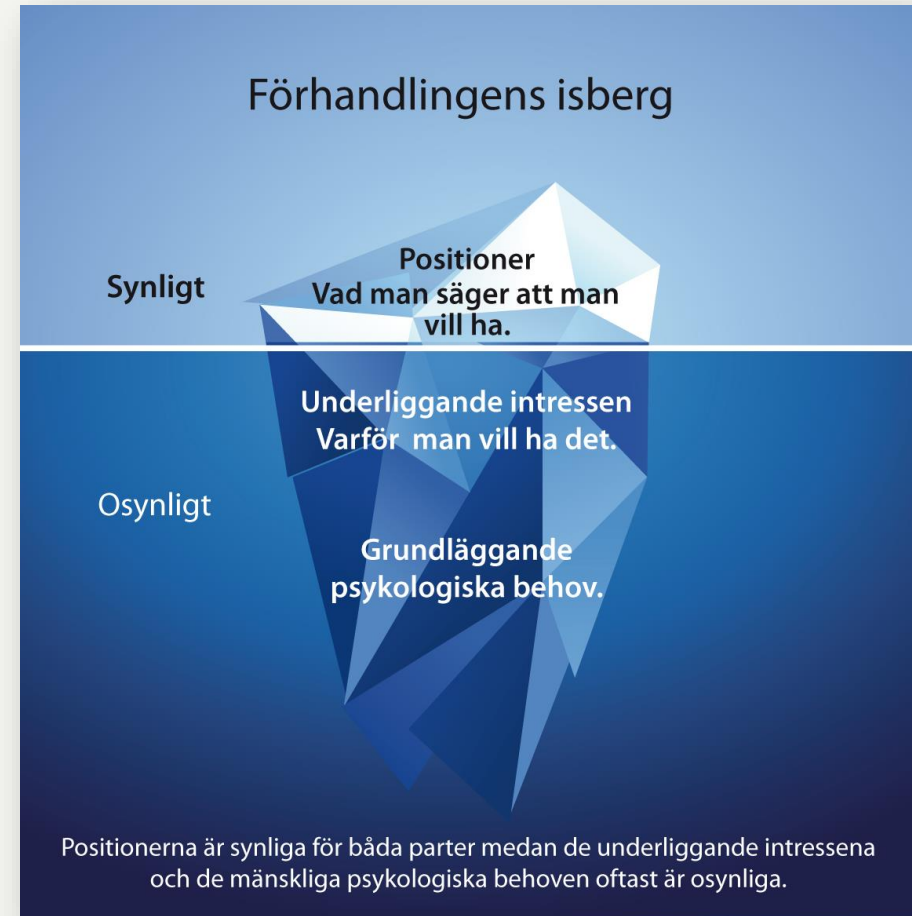 Förhandlingens isberg
Synligt
Positioner
Vad man säger att man
vill ha.
Underliggande intressen
Varför man vill ha det.
Osynligt
Grundläggande
psykologiska behov.
Positionerna är synliga för båda parter medan de underliggande intressena
och de mänskliga psykologiska behoven oftast är osynliga.